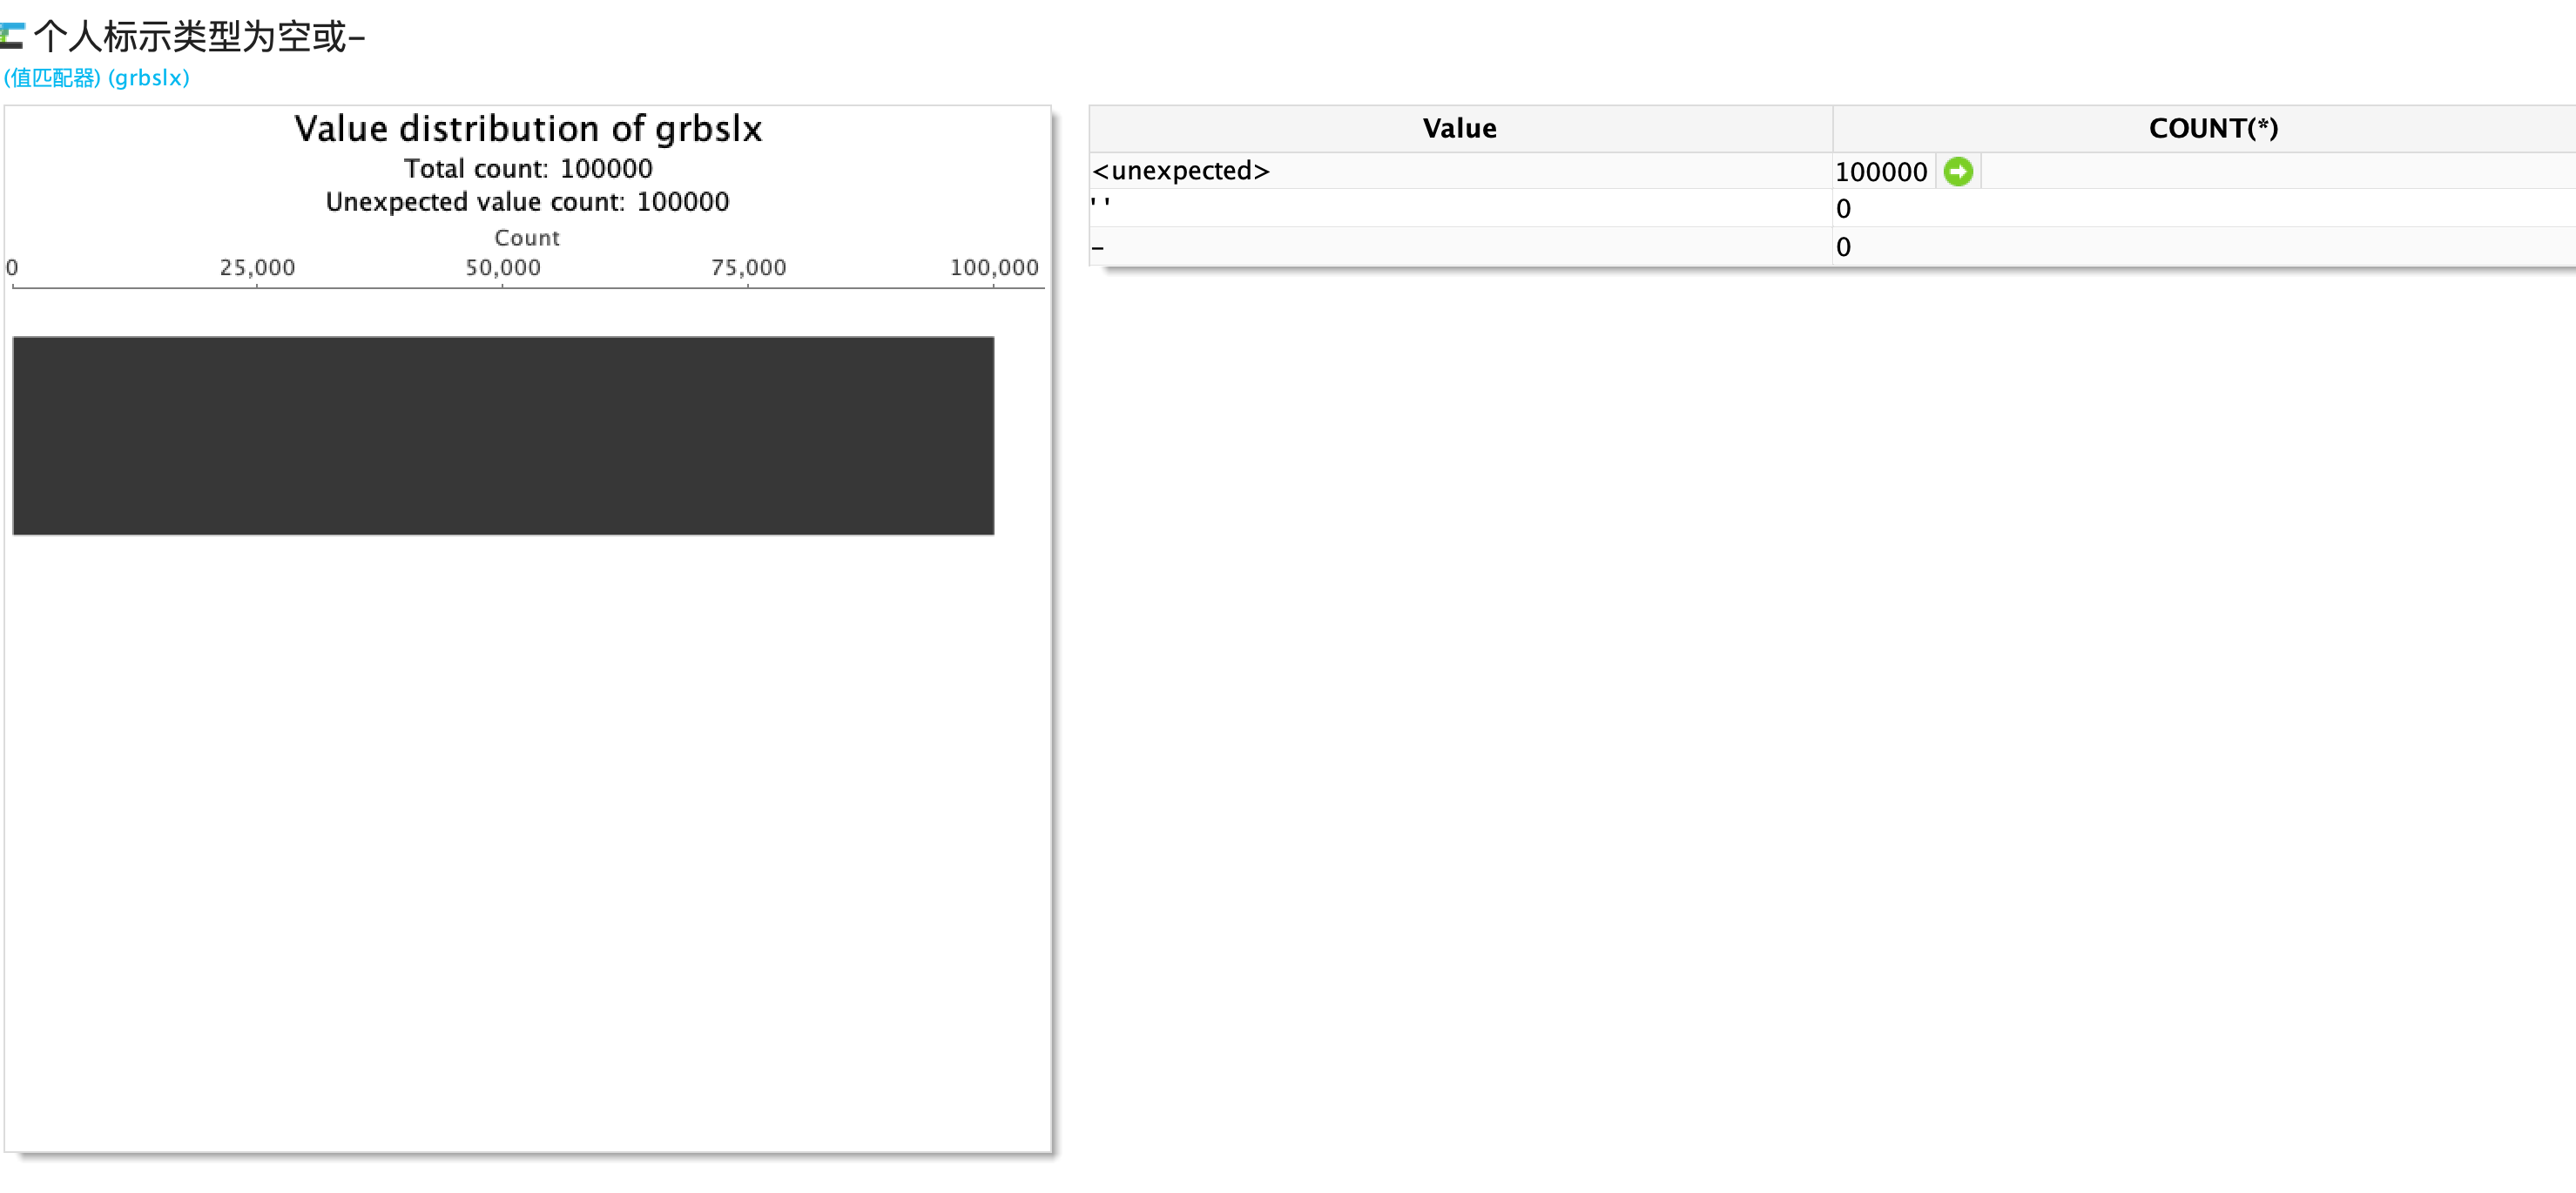 个人标示类型为空或–
(值匹配器) (grbslx)
Value distribution of grbslx
Total count: 100000
Unexpected value count: 100000
Count
0 25,000 50,000 75,000 100,000
Value COUNT(*)
<unexpected> 100000
' ' 0
– 0